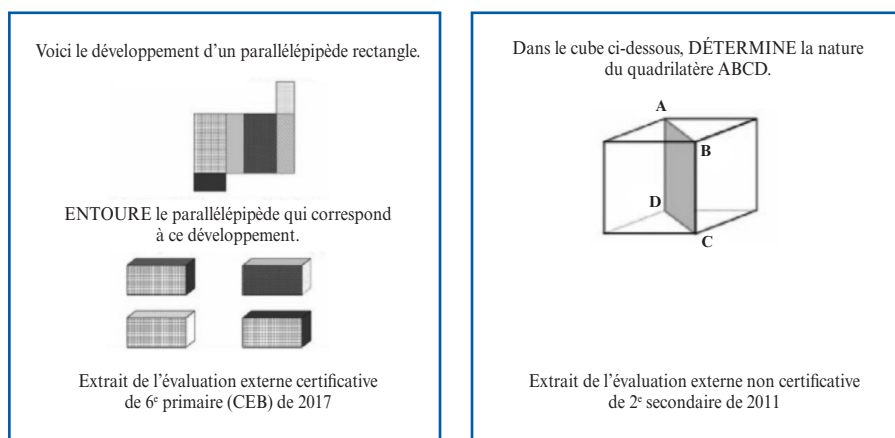 Voici le développement d'un parallélépipède rectangle.
ENTOURE le parallélépipède qui correspond
à ce développement.
Extrait de l'évaluation externe certificative
de 6e primaire (CEB) de 2017
Dans le cube ci-dessous, DÉTERMINE la nature
du quadrilatère ABCD.
A
B
D
C
Extrait de l'évaluation externe non certificative
de 2e secondaire de 2011